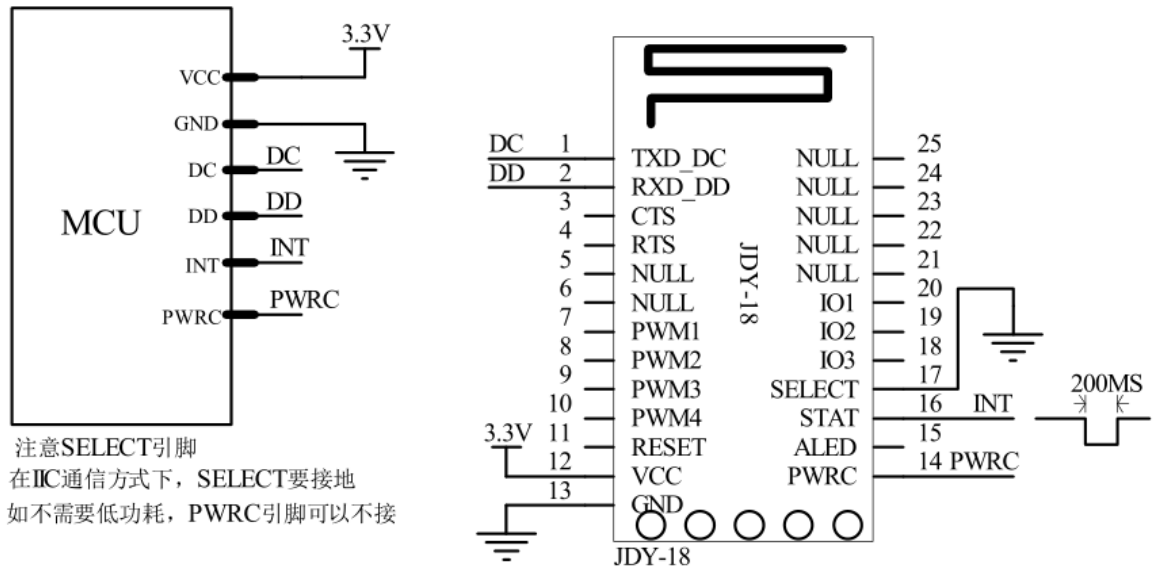 3.3V
VCC
GND
DC DC
DD DD
MCU
INT INT
PWRC PWRC
注意SELECT引脚
在IIC通信方式下，SELECT要接地
如不需要低功耗，PWRC引脚可以不接
DC 1 TXD_DC NULL 25
DD 2 RXD_DD NULL 24
3 CTS NULL 23
4 RTS NULL 22
5 NULL NULL 21
6 NULL IO1 20
7 PWM1 IO2 19
8 PWM2 IO3 18
9 PWM3 SELECT 17
10 PWM4 STAT 16 INT
11 RESET ALED 15
3.3V
12 VCC PWRC 14 PWRC
13 GND
JDY-18
200MS
JDY-18